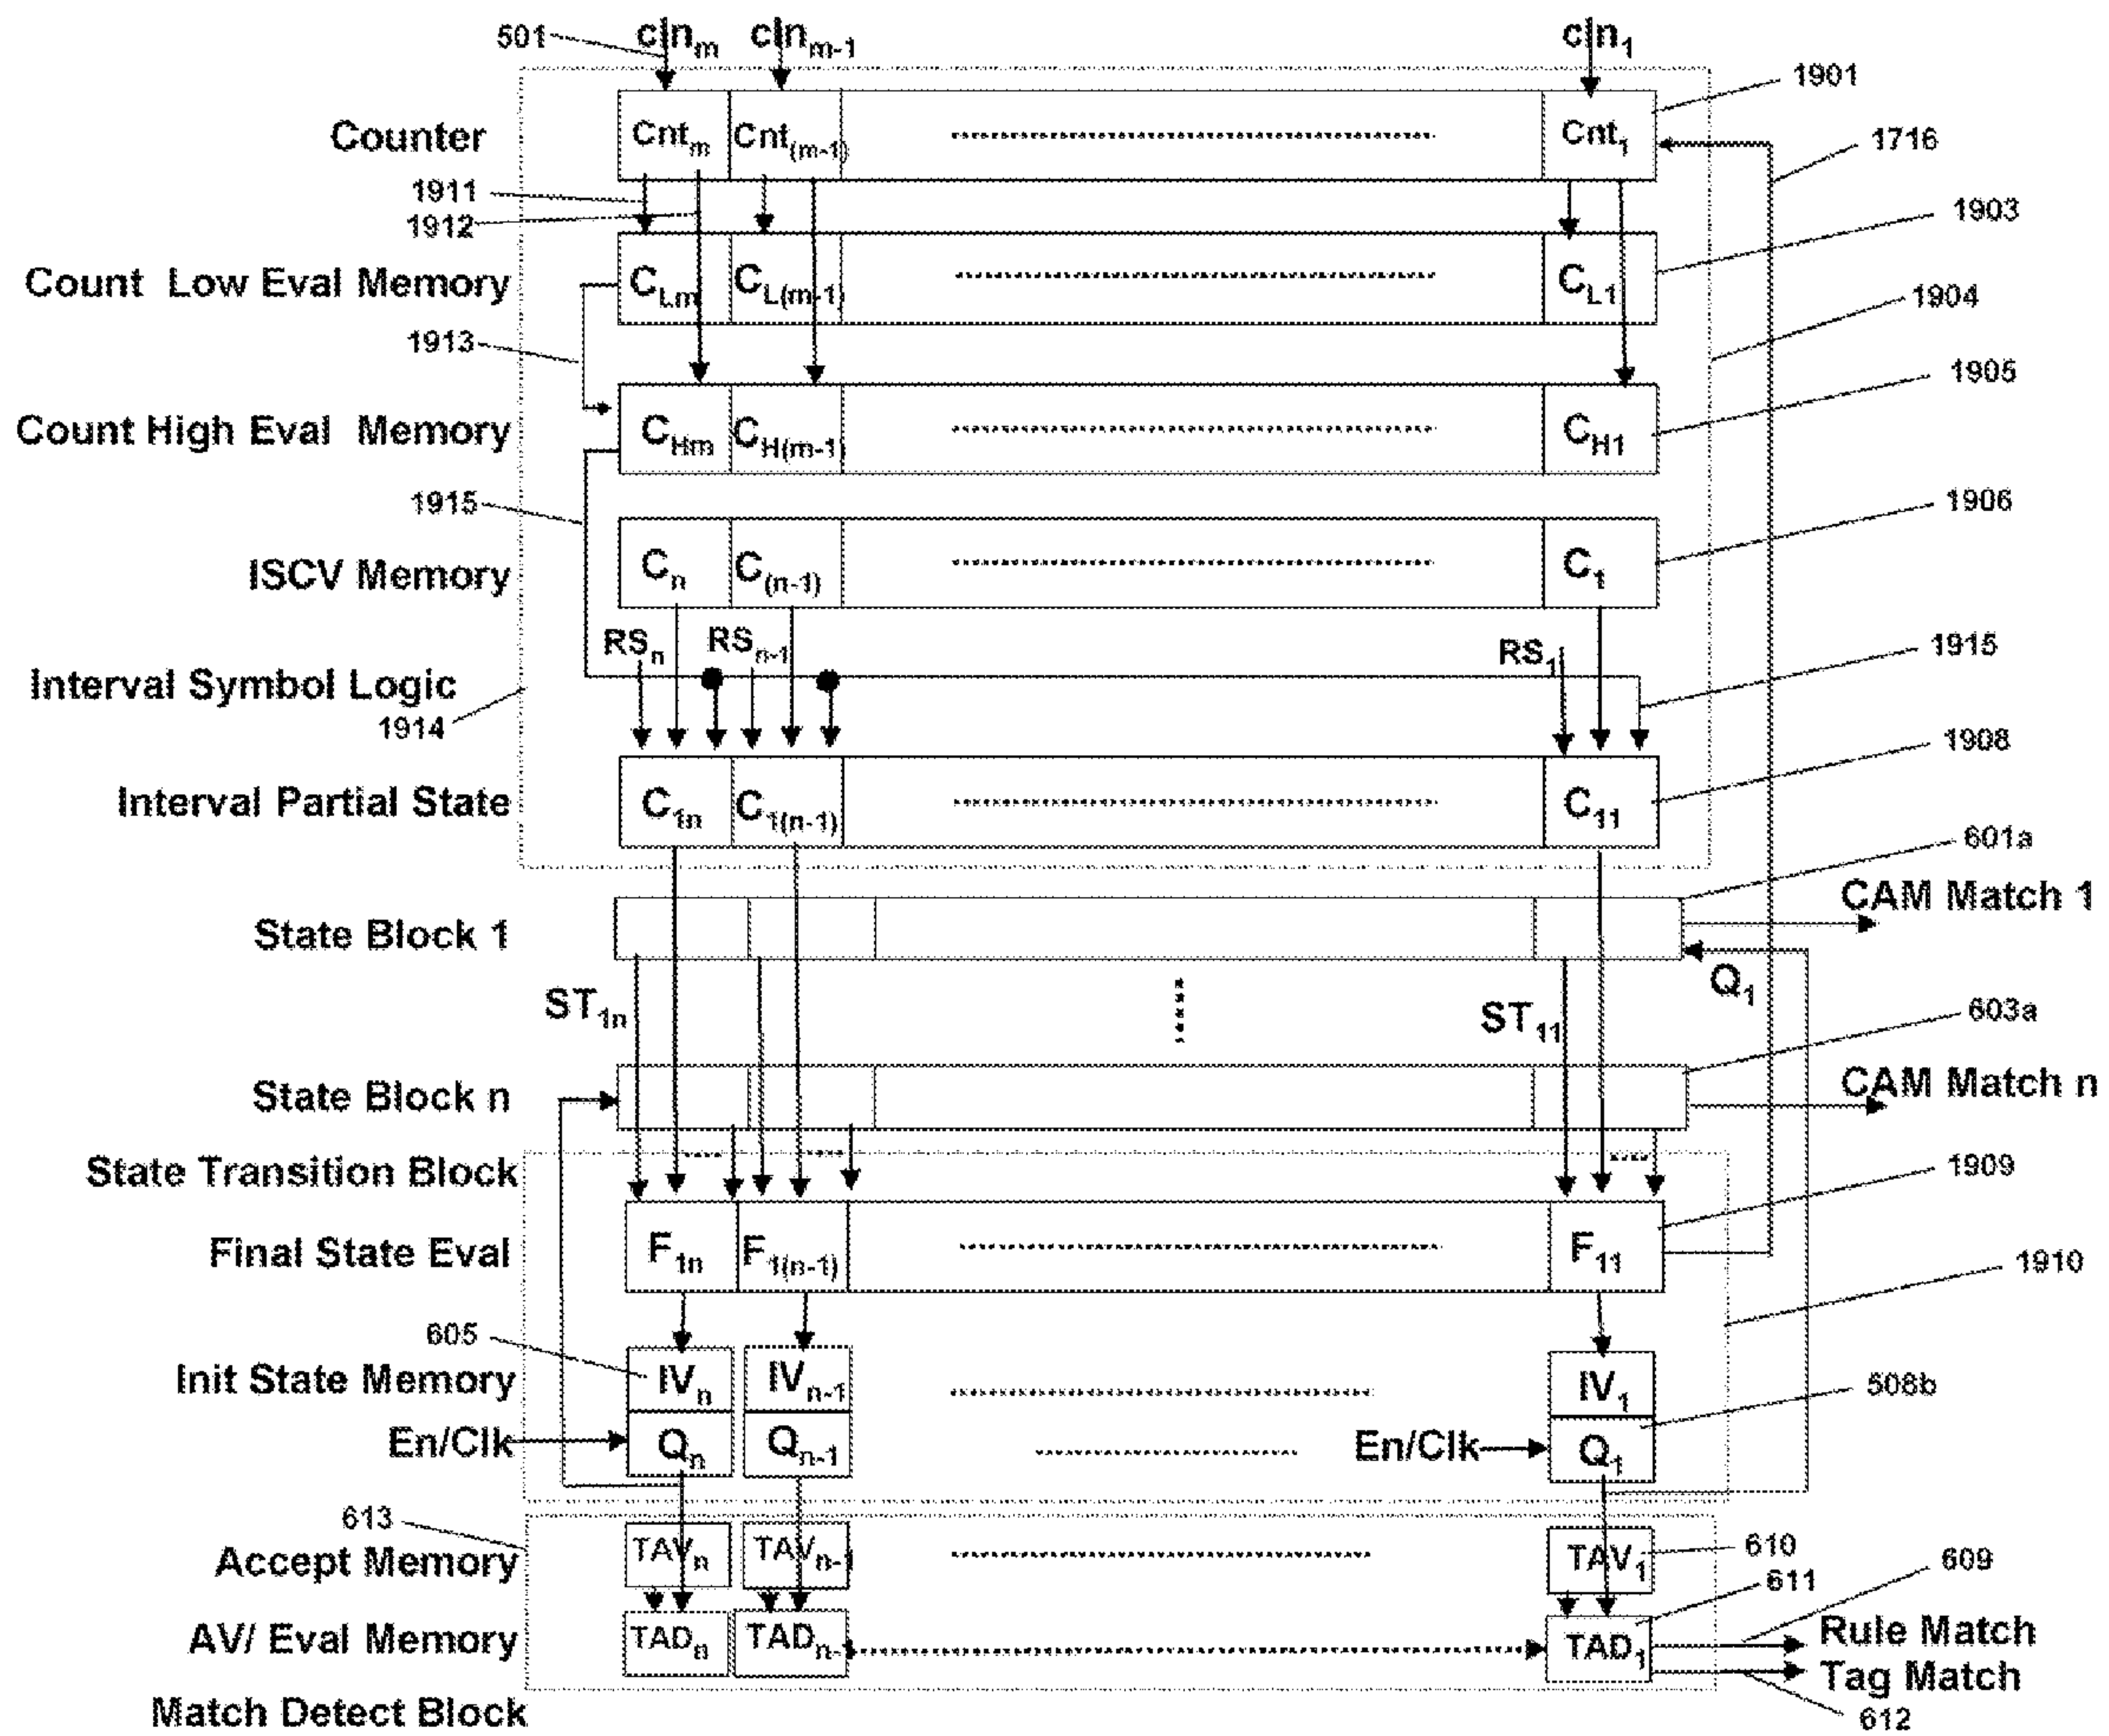 501 cIn_m cIn_m-1 cIn_1
1901
Counter Cnt_m Cnt_(m-1) Cnt_1
1716
1911
1912
1903
Count Low Eval Memory C_Lm C_L(m-1) C_L1
1904
1913
1905
Count High Eval Memory C_Hm C_H(m-1) C_H1
1915
1906
ISCV Memory C_n C_(n-1) C_1
RS_n RS_n-1 RS_1
1915
Interval Symbol Logic
1914
1908
Interval Partial State C_1n C_1(n-1) C_11
601a
CAM Match 1
State Block 1
Q_1
ST_1n ST_11
603a
State Block n
CAM Match n
State Transition Block
1909
Final State Eval F_1n F_1(n-1) F_11
1910
605
Init State Memory IV_n IV_n-1 IV_1
508b
En/Clk Q_n Q_n-1 En/Clk Q_1
613
Accept Memory TAV_n TAV_n-1 TAV_1
610
609
611
AV/ Eval Memory TAD_n TAD_n- TAD_1
Rule Match
Tag Match
612
Match Detect Block